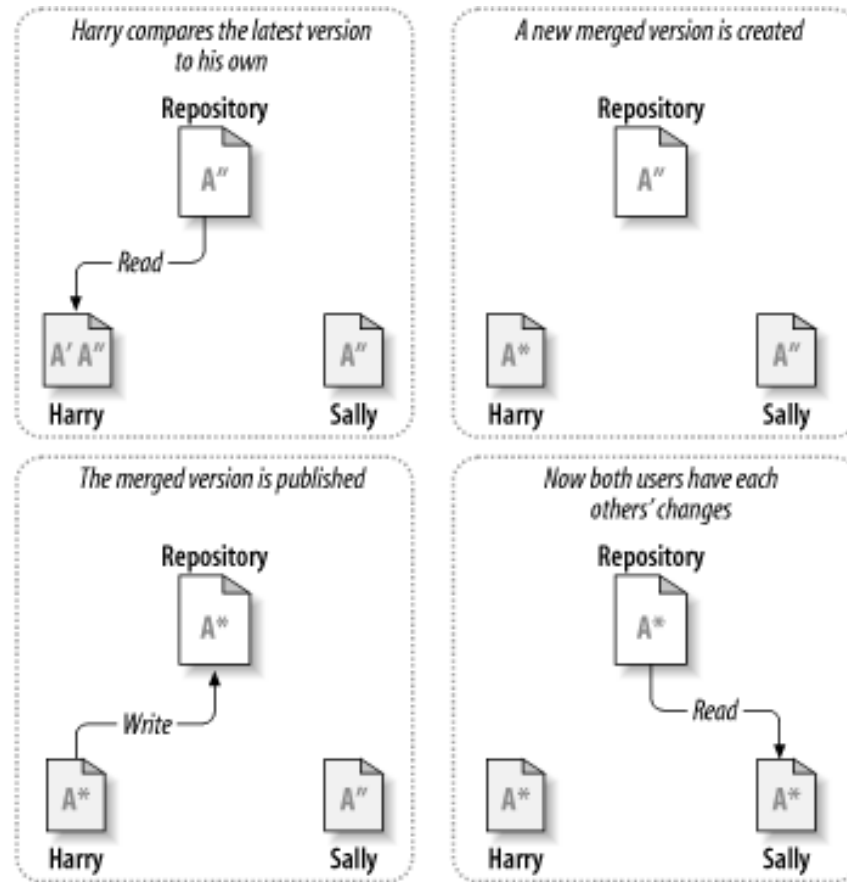 Harry compares the latest version
to his own
Repository
A″
Read
A′ A″
A″
Harry
Sally
A new merged version is created
Repository
A″
A*
A″
Harry
Sally
The merged version is published
Repository
A*
Write
A*
A″
Harry
Sally
Now both users have each
others’ changes
Repository
A*
Read
A*
A*
Harry
Sally